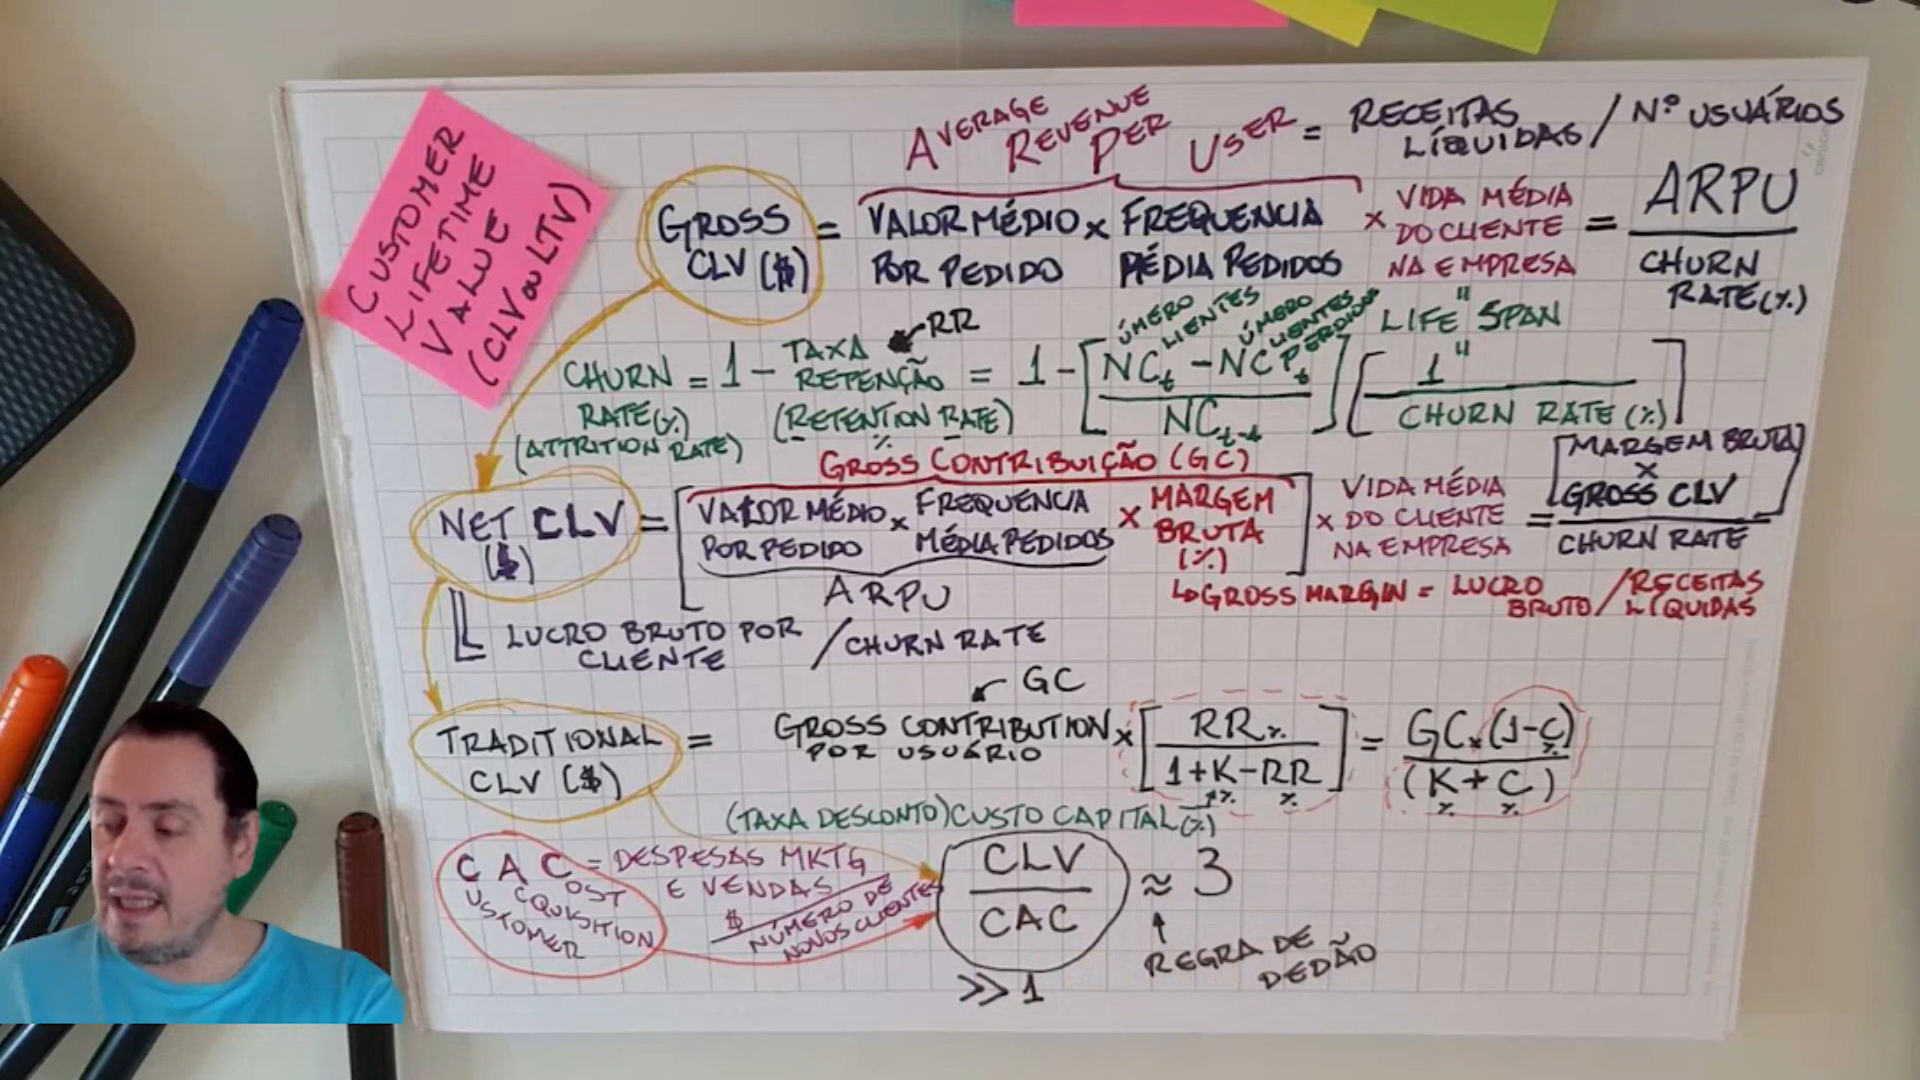 CUSTOMER
LIFETIME
VALUE
(CLV ou LTV)
AVERAGE
REVENUE
PER
USER = RECEITAS LÍQUIDAS / Nº USUÁRIOS
GROSS CLV ($) = VALOR MÉDIO POR PEDIDO x FREQUENCIA MÉDIA PEDIDOS x VIDA MÉDIA DO CLIENTE NA EMPRESA = ARPU / CHURN RATE (%)
RR
CHURN RATE (%) = 1 - TAXA RETENÇÃO = 1 - [NCt - NCPt / NCt-1] [1 / CHURN RATE (%)]
(ATTRITION RATE)
(RETENTION RATE)
%
NÚMERO CLIENTES
NÚMERO CLIENTES PERDIDOS
LIFE SPAN
"
"
GROSS CONTRIBUIÇÃO (GC)
NET CLV ($) = [VALOR MÉDIO POR PEDIDO x FREQUENCIA MÉDIA PEDIDOS x MARGEM BRUTA (%)] x VIDA MÉDIA DO CLIENTE NA EMPRESA = [MARGEM BRUTA x GROSS CLV] / CHURN RATE
ARPU
GROSS MARGIN = LUCRO BRUTO / RECEITAS LÍQUIDAS
LUCRO BRUTO POR CLIENTE / CHURN RATE
GC
TRADITIONAL CLV ($) = GROSS CONTRIBUTION POR USUÁRIO x [RR% / 1+K-RR] = GC x (1-C) / (K + C)
% % % % %
(TAXA DESCONTO) CUSTO CAPITAL (%)
CAC = DESPESAS MKTG E VENDAS $ / NÚMERO DE NOVOS CLIENTES
COST
ACQUISITION
CUSTOMER
CLV / CAC ≈ 3
>> 1
REGRA DE DEDÃO